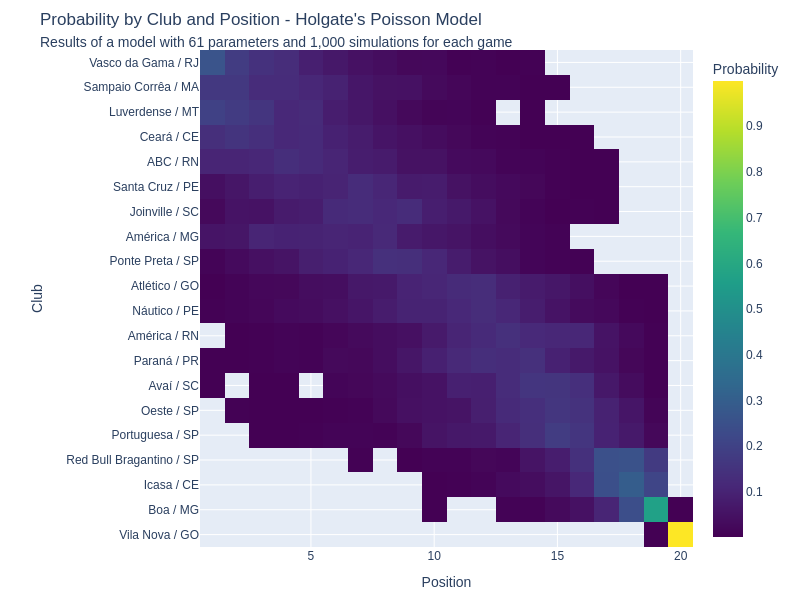 Probability by Club and Position - Holgate's Poisson Model
Results of a model with 61 parameters and 1,000 simulations for each game
Probability
Vasco da Gama / RJ
Sampaio Corrêa / MA
Luverdense / MT
Ceará / CE
ABC / RN
Santa Cruz / PE
Joinville / SC
América / MG
Ponte Preta / SP
Atlético / GO
Náutico / PE
América / RN
Paraná / PR
Avaí / SC
Oeste / SP
Portuguesa / SP
Red Bull Bragantino / SP
Icasa / CE
Boa / MG
Vila Nova / GO
Club
5
10
15
20
Position
0.9
0.8
0.7
0.6
0.5
0.4
0.3
0.2
0.1